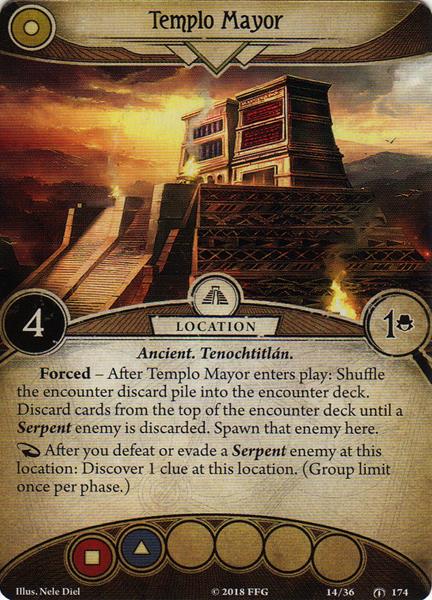 Templo Mayor
4
1
LOCATION
Ancient. Tenochtitlán.
Forced – After Templo Mayor enters play: Shuffle
the encounter discard pile into the encounter deck.
Discard cards from the top of the encounter deck until a
Serpent enemy is discarded. Spawn that enemy here.
After you defeat or evade a Serpent enemy at this
location: Discover 1 clue at this location. (Group limit
once per phase.)
Illus. Nele Diel
© 2018 FFG
14/36
174